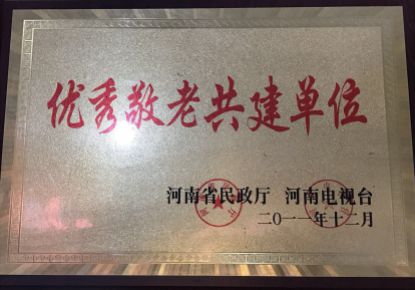 优秀敬老共建单位
河南省民政厅 河南电视台
二〇一一年十二月